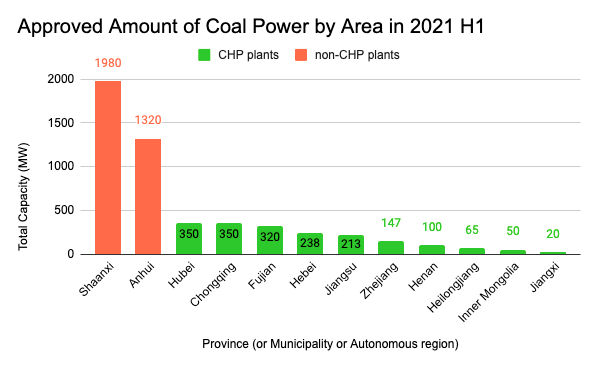 Approved Amount of Coal Power by Area in 2021 H1
CHP plants non-CHP plants
Total Capacity (MW)
2000
1500
1000
500
0
1980
1320
350
350
320
238
213
147
100
65
50
20
Shaanxi
Anhui
Hubei
Chongqing
Fujian
Hebei
Jiangsu
Zhejiang
Henan
Heilongjiang
Inner Mongolia
Jiangxi
Province (or Municipality or Autonomous region)